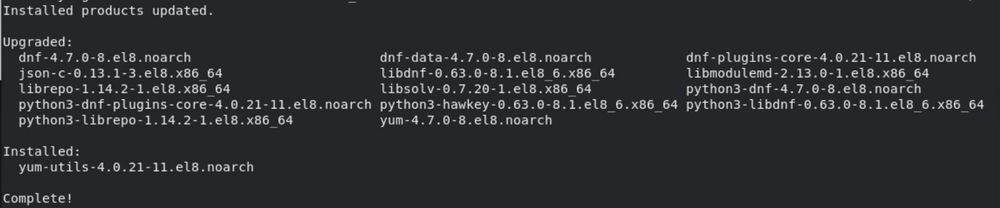 Installed products updated.
Upgraded:
dnf-4.7.0-8.el8.noarch dnf-data-4.7.0-8.el8.noarch dnf-plugins-core-4.0.21-11.el8.noarch
json-c-0.13.1-3.el8.x86_64 libdnf-0.63.0-8.1.el8_6.x86_64 libmodulemd-2.13.0-1.el8.x86_64
librepo-1.14.2-1.el8.x86_64 libsolv-0.7.20-1.el8.x86_64 python3-dnf-4.7.0-8.el8.noarch
python3-dnf-plugins-core-4.0.21-11.el8.noarch python3-hawkey-0.63.0-8.1.el8_6.x86_64 python3-libdnf-0.63.0-8.1.el8_6.x86_64
python3-librepo-1.14.2-1.el8.x86_64 yum-4.7.0-8.el8.noarch
Installed:
yum-utils-4.0.21-11.el8.noarch
Complete!